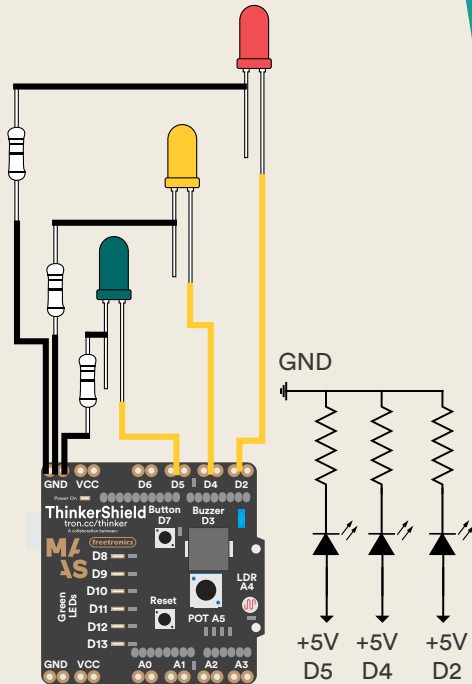 GND
GND VCC D6 D5 D4 D2
Power On
ThinkerShield
tron.cc/thinker
A collaboration between:
MA
AS
freetronics
Button
D7
Buzzer
D3
D8
D9
D10
D11
D12
D13
Green
LEDs
Reset
POT A5
LDR
A4
GND VCC A0 A1 A2 A3
+5V +5V +5V
D5 D4 D2